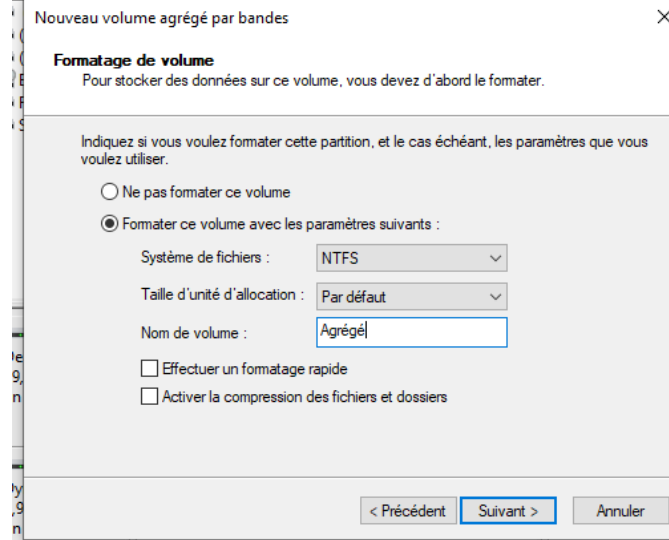 Nouveau volume agrégé par bandes
Formatage de volume
Pour stocker des données sur ce volume, vous devez d'abord le formater.
Indiquez si vous voulez formater cette partition, et le cas échéant, les paramètres que vous
voulez utiliser.
Ne pas formater ce volume
Formater ce volume avec les paramètres suivants :
Système de fichiers : NTFS
Taille d'unité d'allocation : Par défaut
Nom de volume : Agrégé
Effectuer un formatage rapide
Activer la compression des fichiers et dossiers
< Précédent Suivant > Annuler